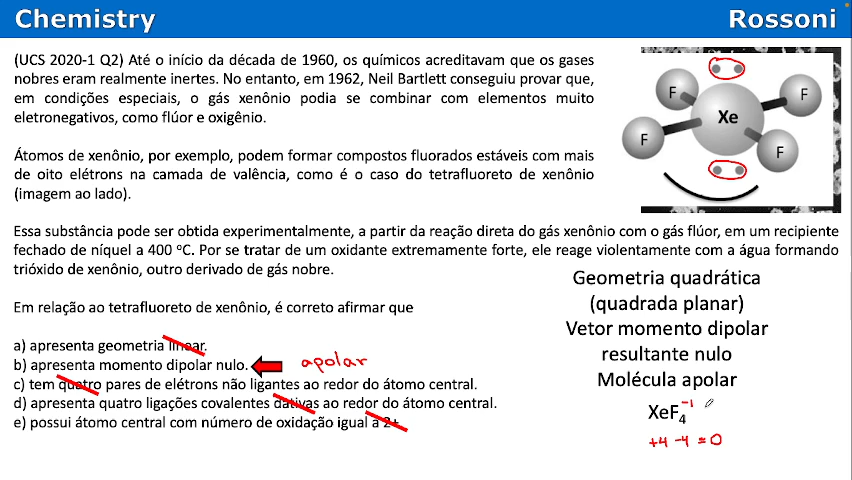 Chemistry
Rossoni
(UCS 2020-1 Q2) Até o início da década de 1960, os químicos acreditavam que os gases
nobres eram realmente inertes. No entanto, em 1962, Neil Bartlett conseguiu provar que,
em condições especiais, o gás xenônio podia se combinar com elementos muito
eletronegativos, como flúor e oxigênio.
Átomos de xenônio, por exemplo, podem formar compostos fluorados estáveis com mais
de oito elétrons na camada de valência, como é o caso do tetrafluoreto de xenônio
(imagem ao lado).
F
F
Xe
F
F
Essa substância pode ser obtida experimentalmente, a partir da reação direta do gás xenônio com o gás flúor, em um recipiente
fechado de níquel a 400 ºC. Por se tratar de um oxidante extremamente forte, ele reage violentamente com a água formando
trióxido de xenônio, outro derivado de gás nobre.
Em relação ao tetrafluoreto de xenônio, é correto afirmar que
a) apresenta geometria linear.
b) apresenta momento dipolar nulo.
apolar
c) tem quatro pares de elétrons não ligantes ao redor do átomo central.
d) apresenta quatro ligações covalentes dativas ao redor do átomo central.
e) possui átomo central com número de oxidação igual a 2+.
Geometria quadrática
(quadrada planar)
Vetor momento dipolar
resultante nulo
Molécula apolar
XeF₄⁻¹
+4 -4 = 0